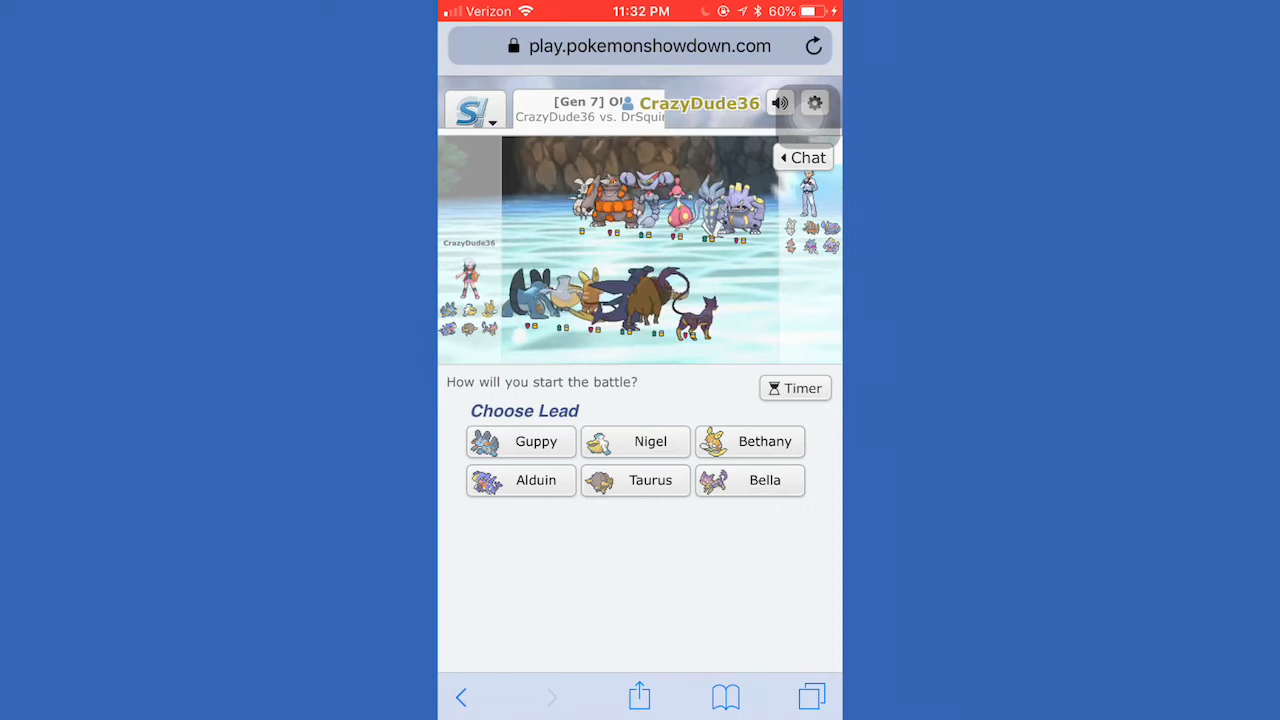 Verizon 11:32 PM 60%
play.pokemonshowdown.com
[Gen 7] O
CrazyDude36
CrazyDude36 vs. DrSquir
Chat
CrazyDude36
How will you start the battle?
Timer
Choose Lead
Guppy Nigel Bethany
Alduin Taurus Bella